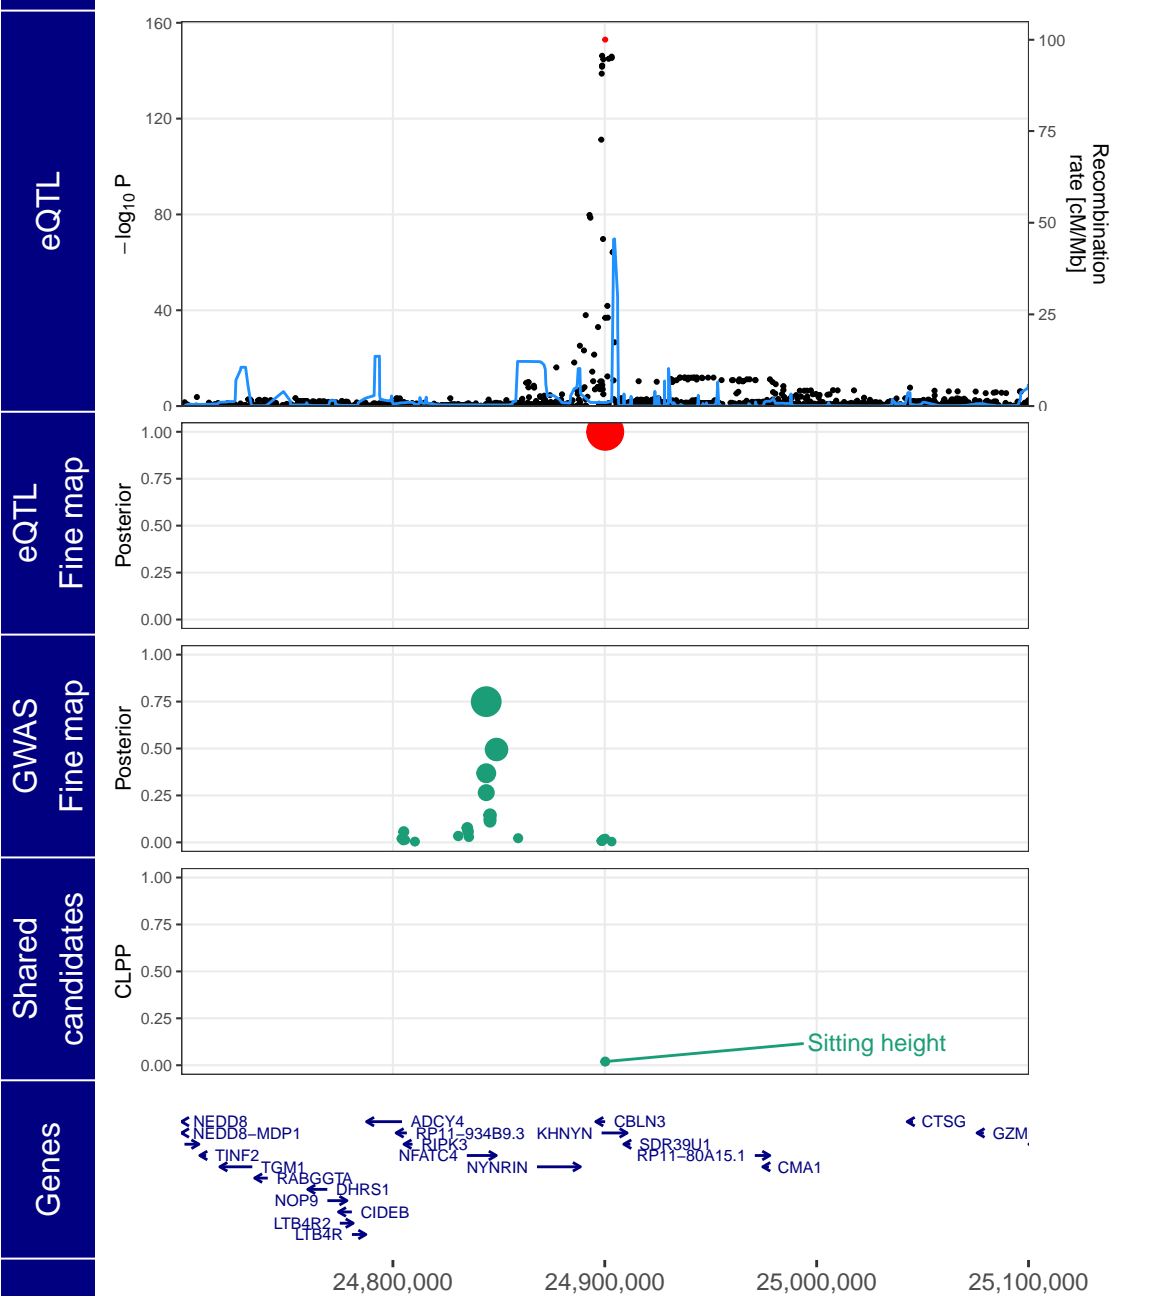 eQTL
160
120
80
40
0
−log10 P
100
75
50
25
0
Recombination
rate [cM/Mb]
eQTL
Fine map
Posterior
1.00
0.75
0.50
0.25
0.00
GWAS
Fine map
Posterior
1.00
0.75
0.50
0.25
0.00
Shared
candidates
CLPP
1.00
0.75
0.50
0.25
0.00
Sitting height
Genes
NEDD8
ADCY4
CBLN3
CTSG
NEDD8−MDP1
RP11−934B9.3
KHNYN
GZM
RIPK3
SDR39U1
TINF2
NFATC4
RP11−80A15.1
TGM1
NYNRIN
CMA1
RABGGTA
DHRS1
NOP9
CIDEB
LTB4R2
LTB4R
24,800,000
24,900,000
25,000,000
25,100,000